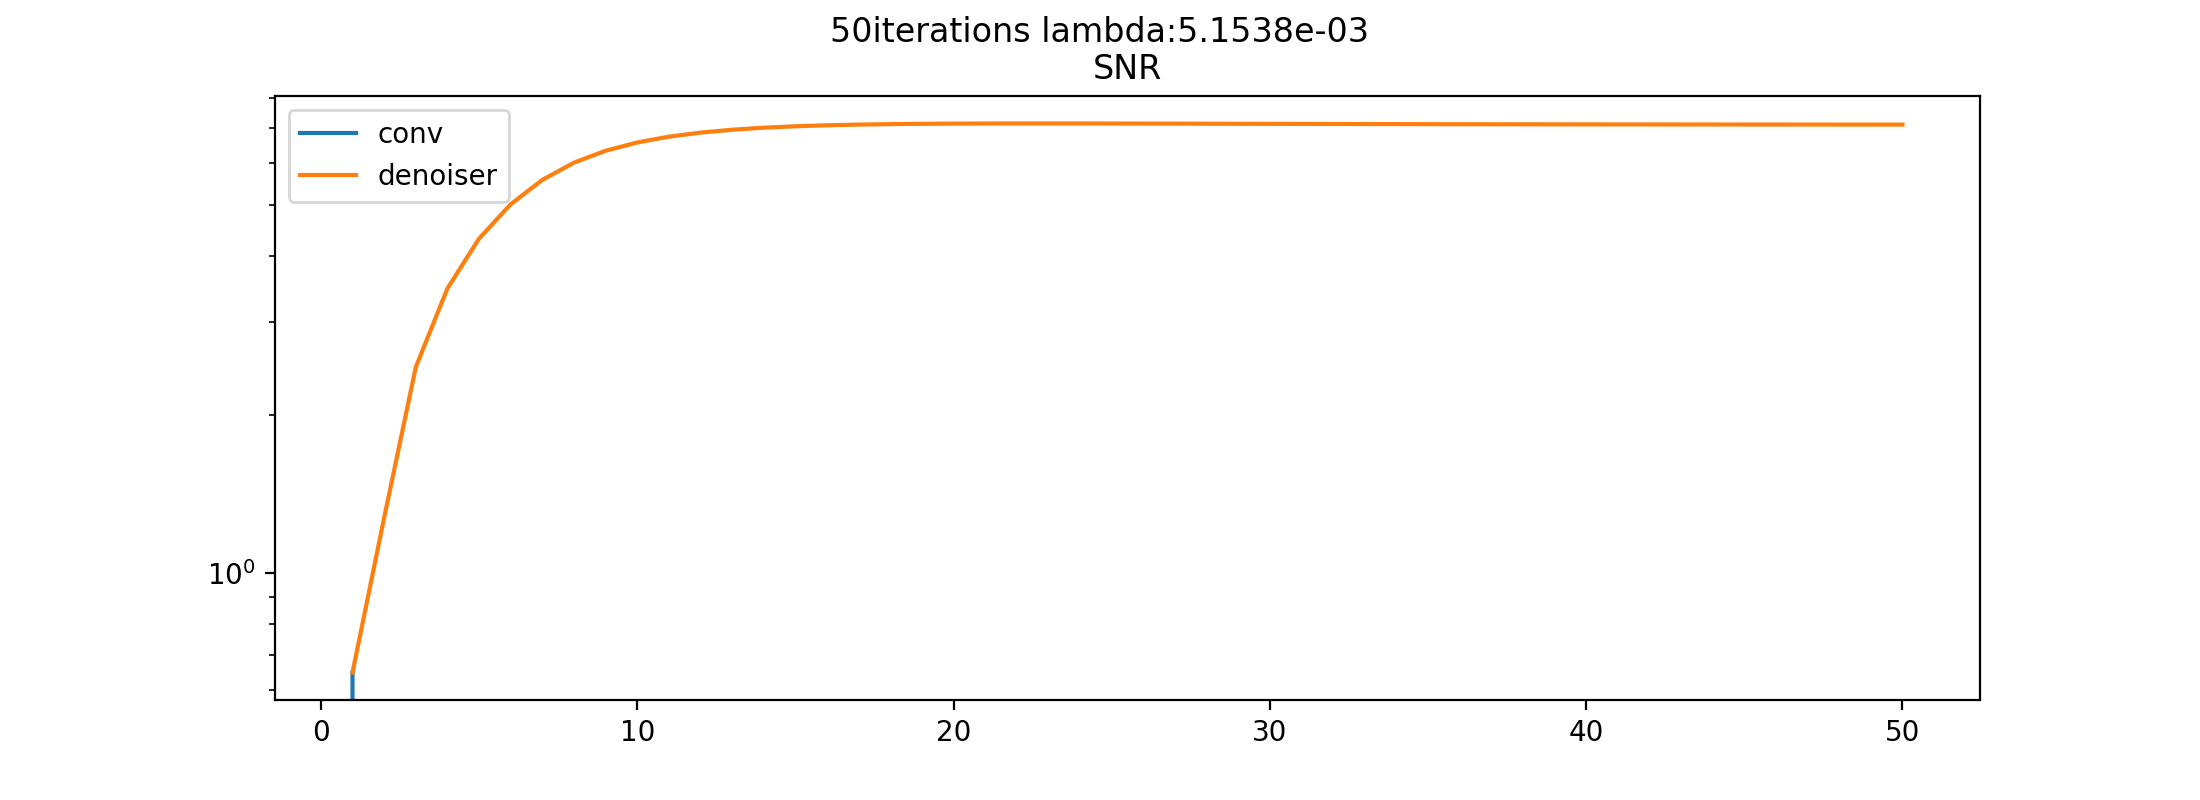 50iterations lambda:5.1538e-03
SNR
conv
denoiser
10⁰
0 10 20 30 40 50